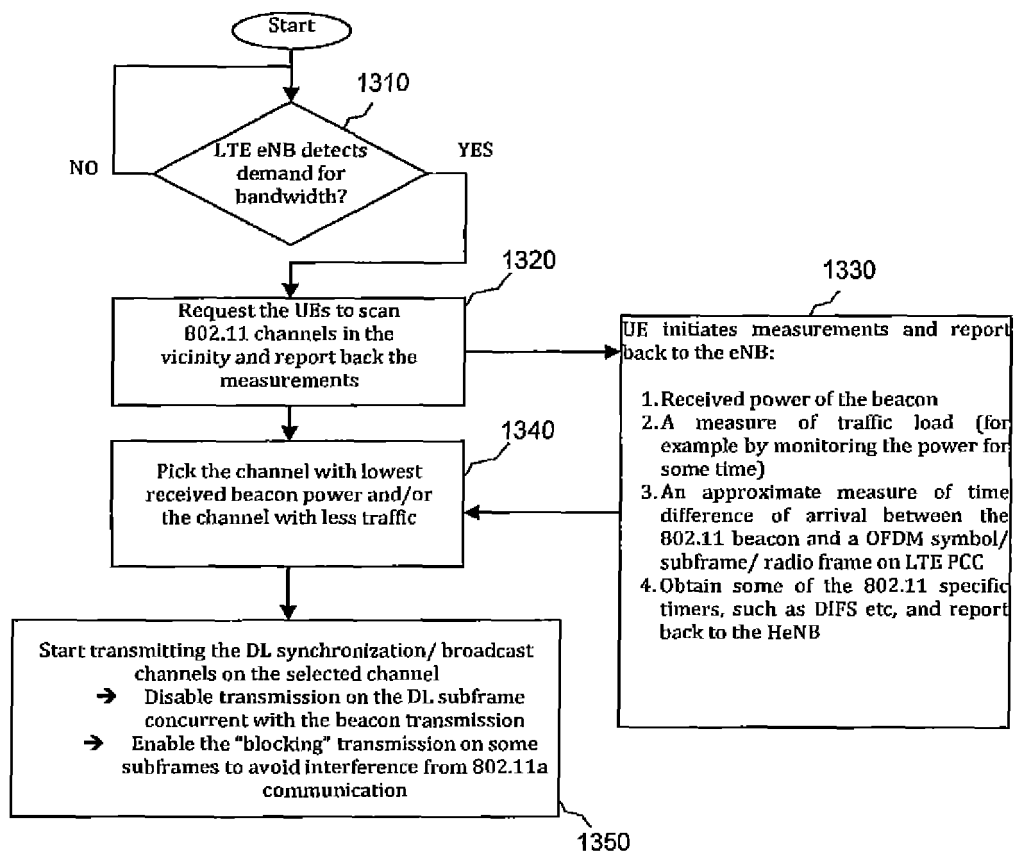 Start
1310
LTE eNB detects
demand for
bandwidth?
NO
YES
1320
Request the UEs to scan
802.11 channels in the
vicinity and report back the
measurements
1330
UE initiates measurements and report
back to the eNB:
1. Received power of the beacon
2. A measure of traffic load (for
example by monitoring the power for
some time)
3. An approximate measure of time
difference of arrival between the
802.11 beacon and a OFDM symbol/
subframe/ radio frame on LTE PCC
4. Obtain some of the 802.11 specific
timers, such as DIFS etc, and report
back to the HeNB
1340
Pick the channel with lowest
received beacon power and/or
the channel with less traffic
Start transmitting the DL synchronization/ broadcast
channels on the selected channel
→ Disable transmission on the DL subframe
concurrent with the beacon transmission
→ Enable the “blocking” transmission on some
subframes to avoid interference from 802.11a
communication
1350